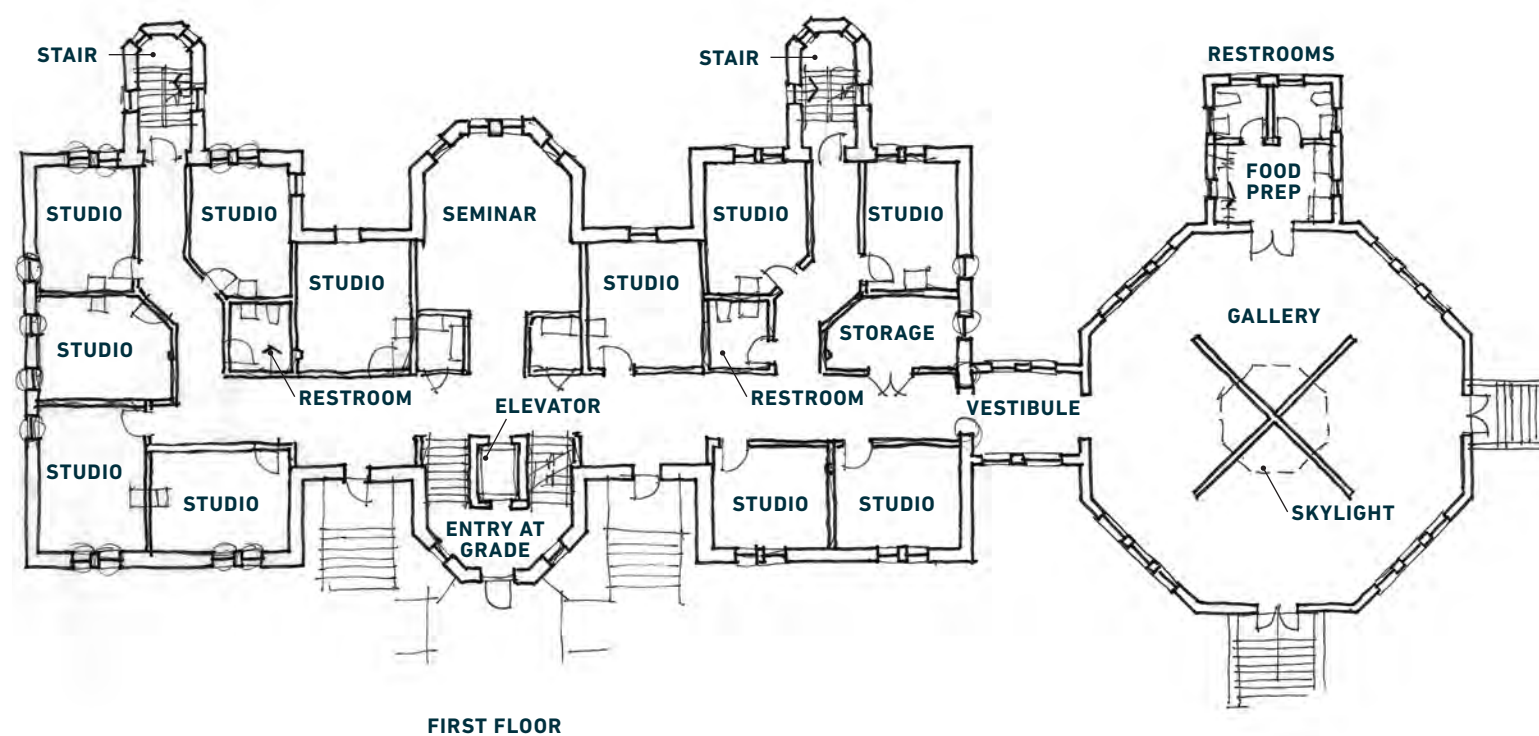 STAIR
STAIR
RESTROOMS
FOOD
PREP
STUDIO
STUDIO
SEMINAR
STUDIO
STUDIO
STUDIO
STUDIO
GALLERY
STUDIO
STORAGE
RESTROOM
ELEVATOR
RESTROOM
VESTIBULE
STUDIO
STUDIO
STUDIO
STUDIO
SKYLIGHT
ENTRY AT
GRADE
FIRST FLOOR